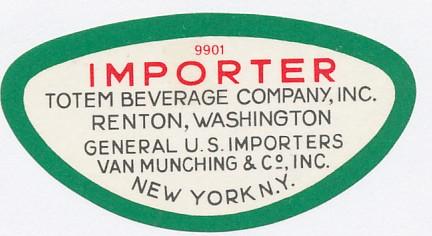 9901
IMPORTER
TOTEM BEVERAGE COMPANY, INC.
RENTON, WASHINGTON
GENERAL U.S. IMPORTERS
VAN MUNCHING & Cº, INC.
NEW YORK N.Y.